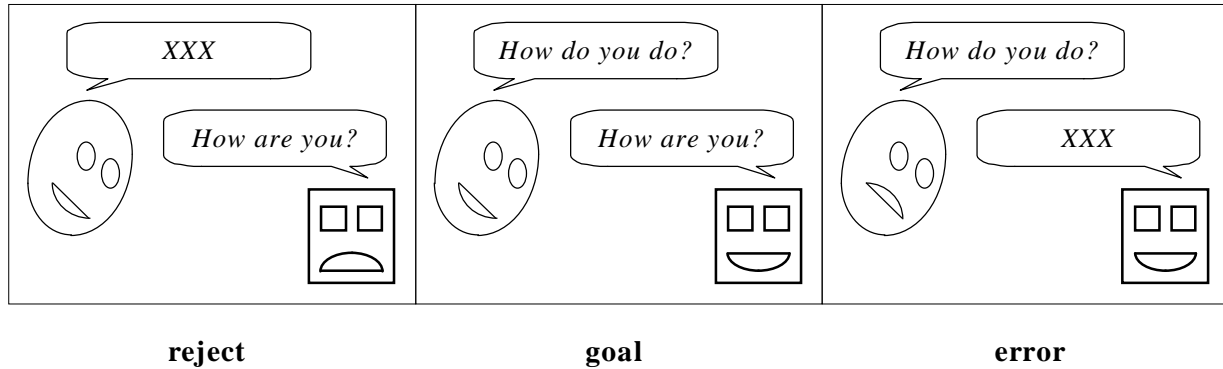 XXX
How are you?
reject
How do you do?
How are you?
goal
How do you do?
XXX
error